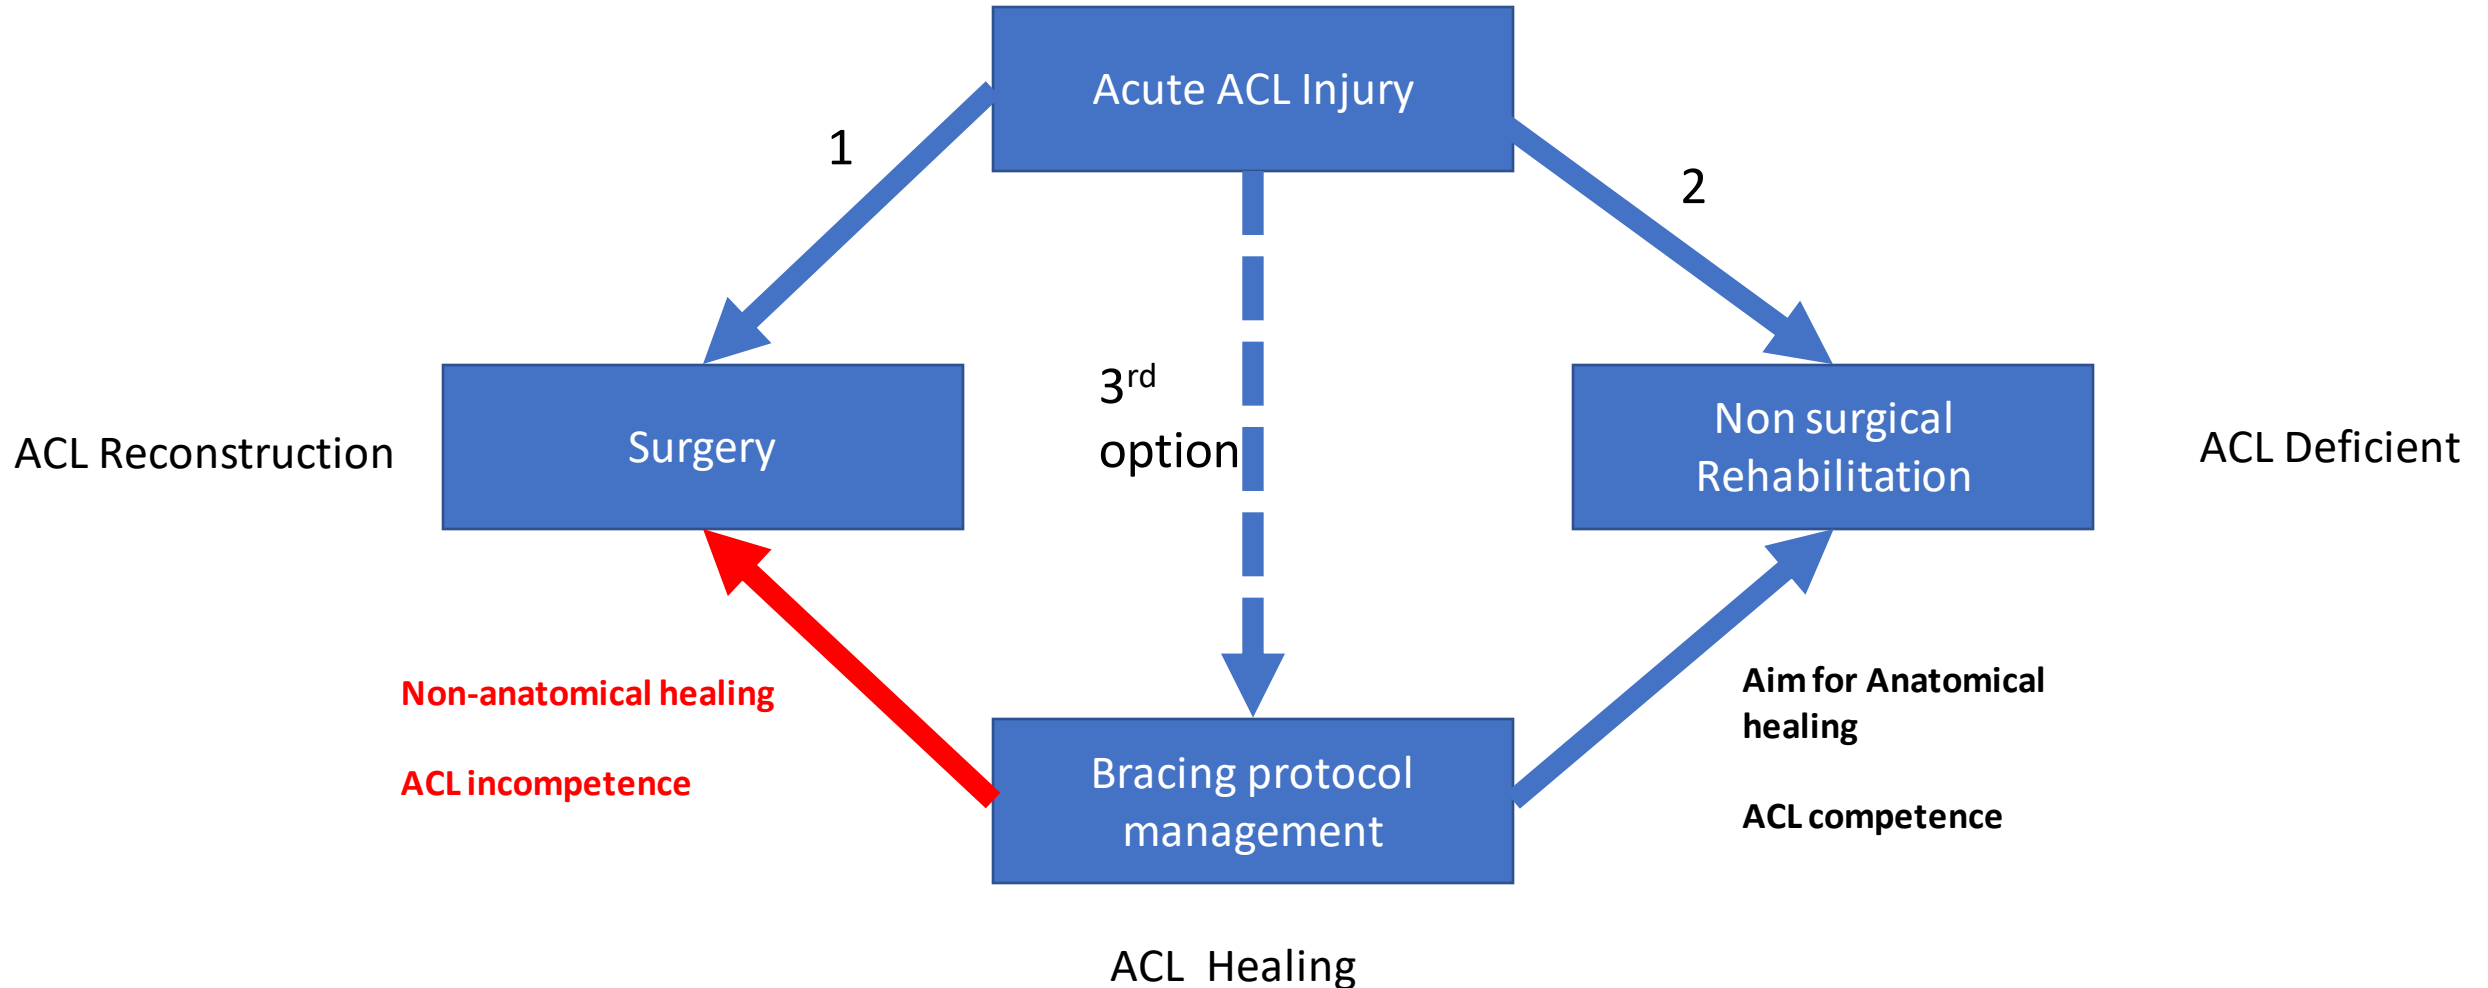 Acute ACL Injury
1
2
3rd
option
ACL Reconstruction
Surgery
Non surgical
Rehabilitation
ACL Deficient
Non-anatomical healing
ACL incompetence
Aim for Anatomical
healing
ACL competence
Bracing protocol
management
ACL Healing